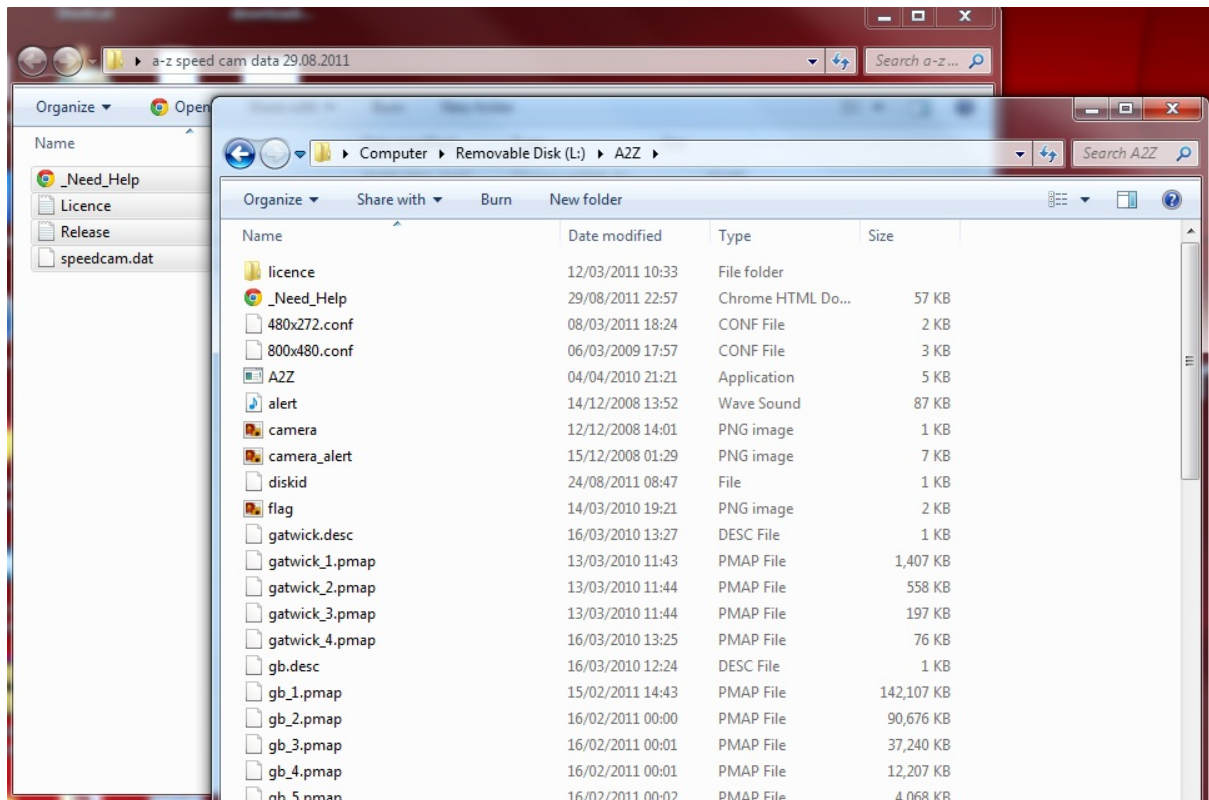 a-z speed cam data 29.08.2011 Search a-z ...
Organize Open
Name
_Need_Help
Licence
Release
speedcam.dat
Computer Removable Disk (L:) A2Z Search A2Z
Organize Share with Burn New folder
Name Date modified Type Size
licence 12/03/2011 10:33 File folder
_Need_Help 29/08/2011 22:57 Chrome HTML Do... 57 KB
480x272.conf 08/03/2011 18:24 CONF File 2 KB
800x480.conf 06/03/2009 17:57 CONF File 3 KB
A2Z 04/04/2010 21:21 Application 5 KB
alert 14/12/2008 13:52 Wave Sound 87 KB
camera 12/12/2008 14:01 PNG image 1 KB
camera_alert 15/12/2008 01:29 PNG image 7 KB
diskid 24/08/2011 08:47 File 1 KB
flag 14/03/2010 19:21 PNG image 2 KB
gatwick.desc 16/03/2010 13:27 DESC File 1 KB
gatwick_1.pmap 13/03/2010 11:43 PMAP File 1,407 KB
gatwick_2.pmap 13/03/2010 11:44 PMAP File 558 KB
gatwick_3.pmap 13/03/2010 11:44 PMAP File 197 KB
gatwick_4.pmap 16/03/2010 13:25 PMAP File 76 KB
gb.desc 16/03/2010 12:24 DESC File 1 KB
gb_1.pmap 15/02/2011 14:43 PMAP File 142,107 KB
gb_2.pmap 16/02/2011 00:00 PMAP File 90,676 KB
gb_3.pmap 16/02/2011 00:01 PMAP File 37,240 KB
gb_4.pmap 16/02/2011 00:01 PMAP File 12,207 KB
gb_5.pmap 16/02/2011 00:02 PMAP File 4,068 KB